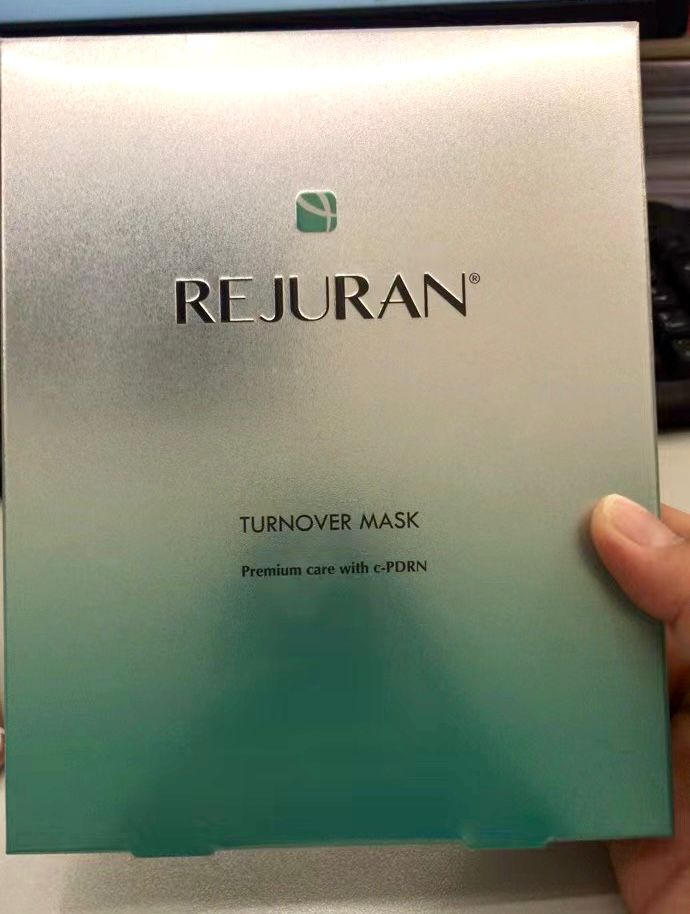 REJURAN®
TURNOVER MASK
Premium care with c-PDRN